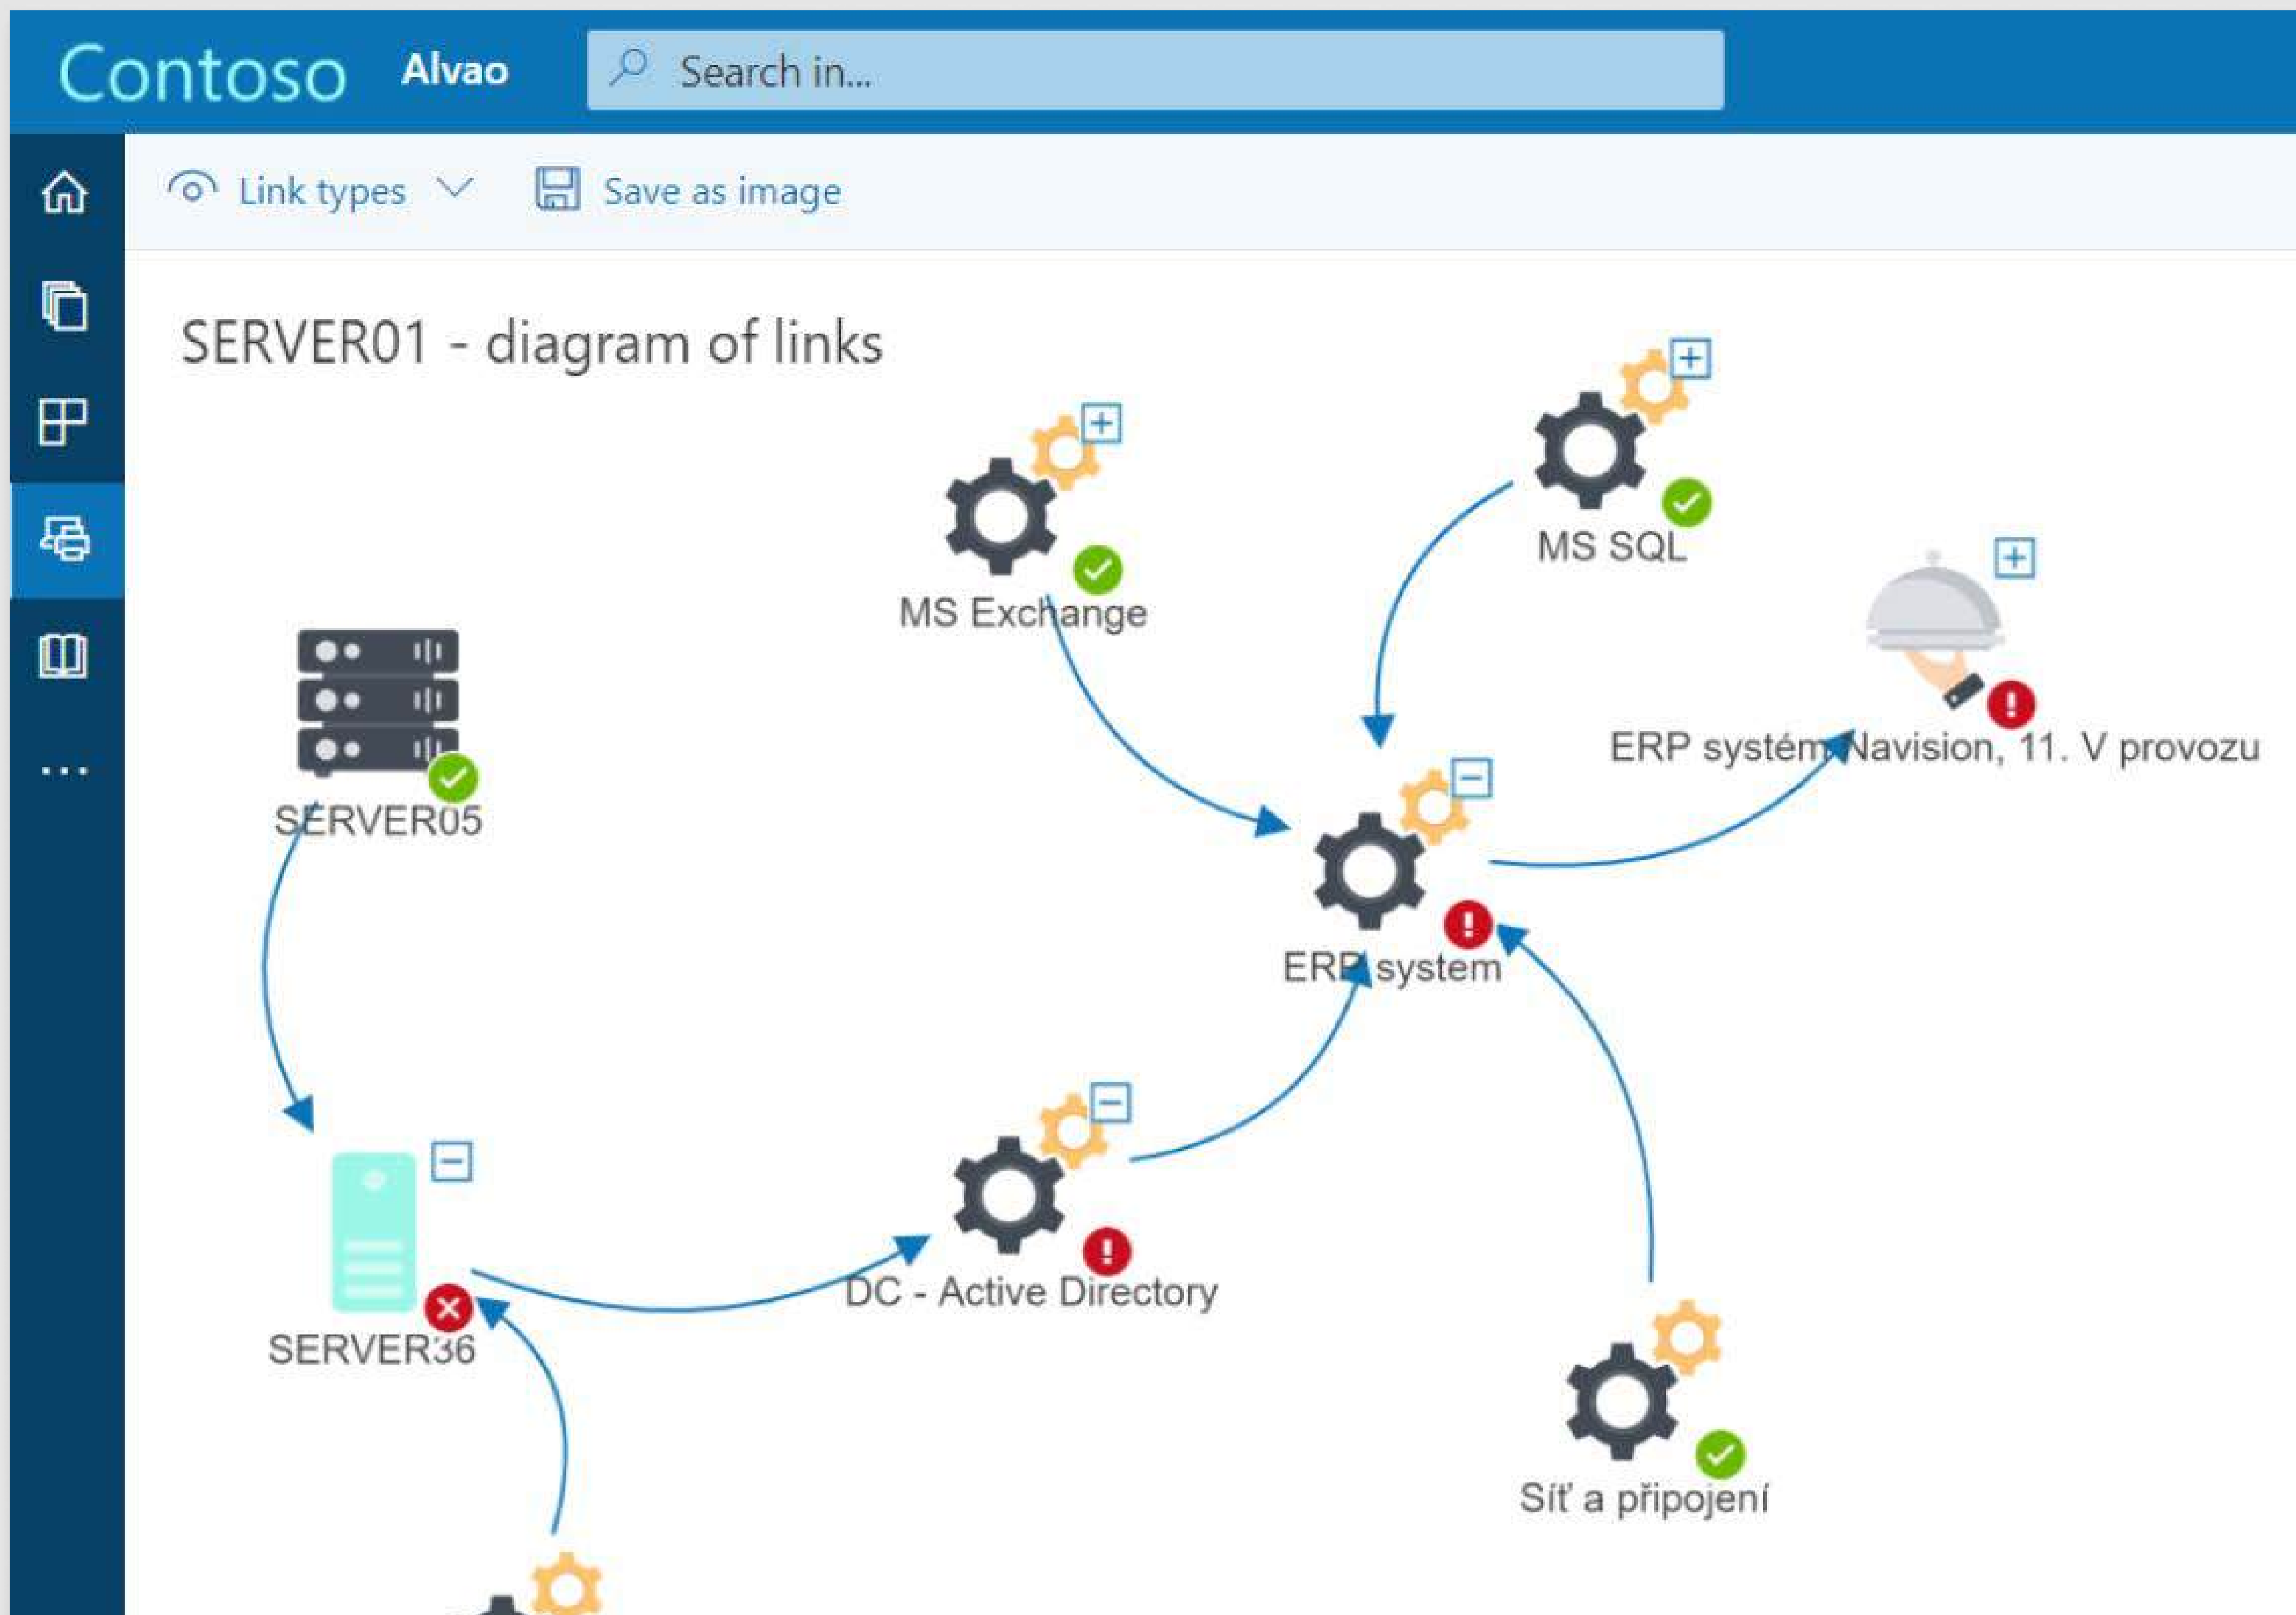 Contoso Alvao Search in...
Link types Save as image
SERVER01 - diagram of links
MS SQL
MS Exchange
ERP systém Navision, 11. V provozu
SERVER05
ERP system
DC - Active Directory
SERVER36
Síť a připojení